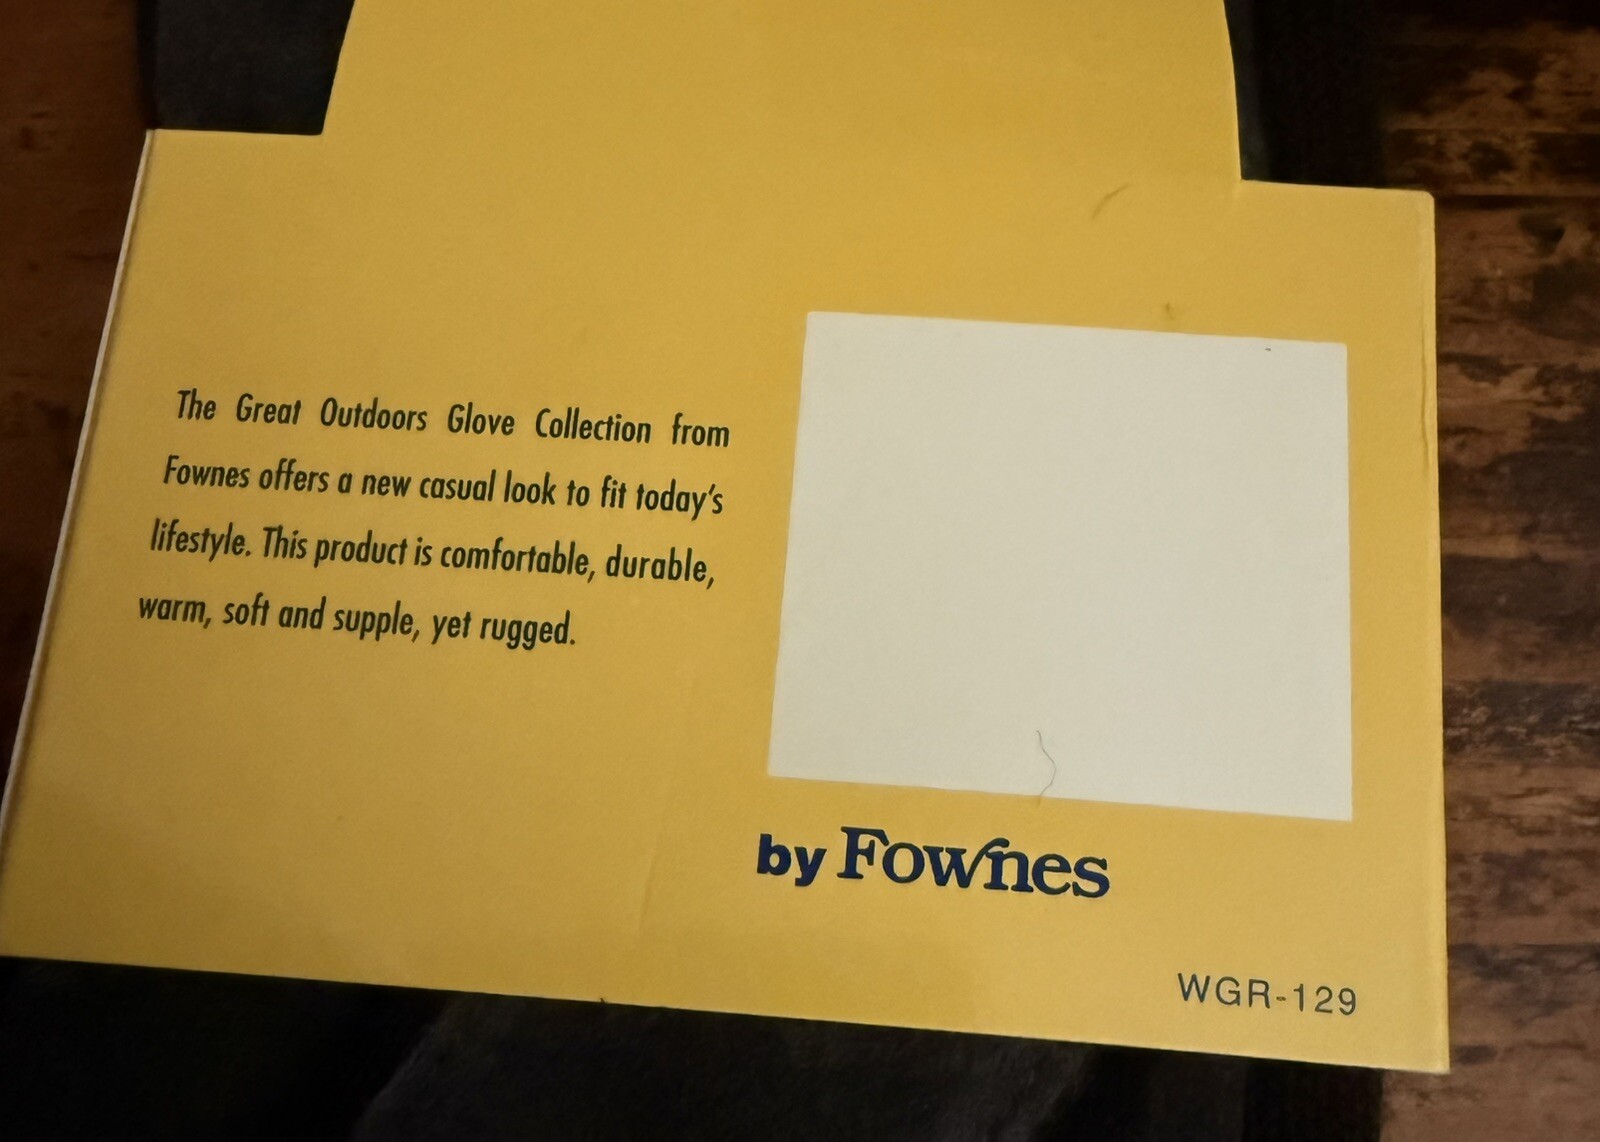 The Great Outdoors Glove Collection from
Fownes offers a new casual look to fit today's
lifestyle. This product is comfortable, durable,
warm, soft and supple, yet rugged.
by Fownes
WGR-129